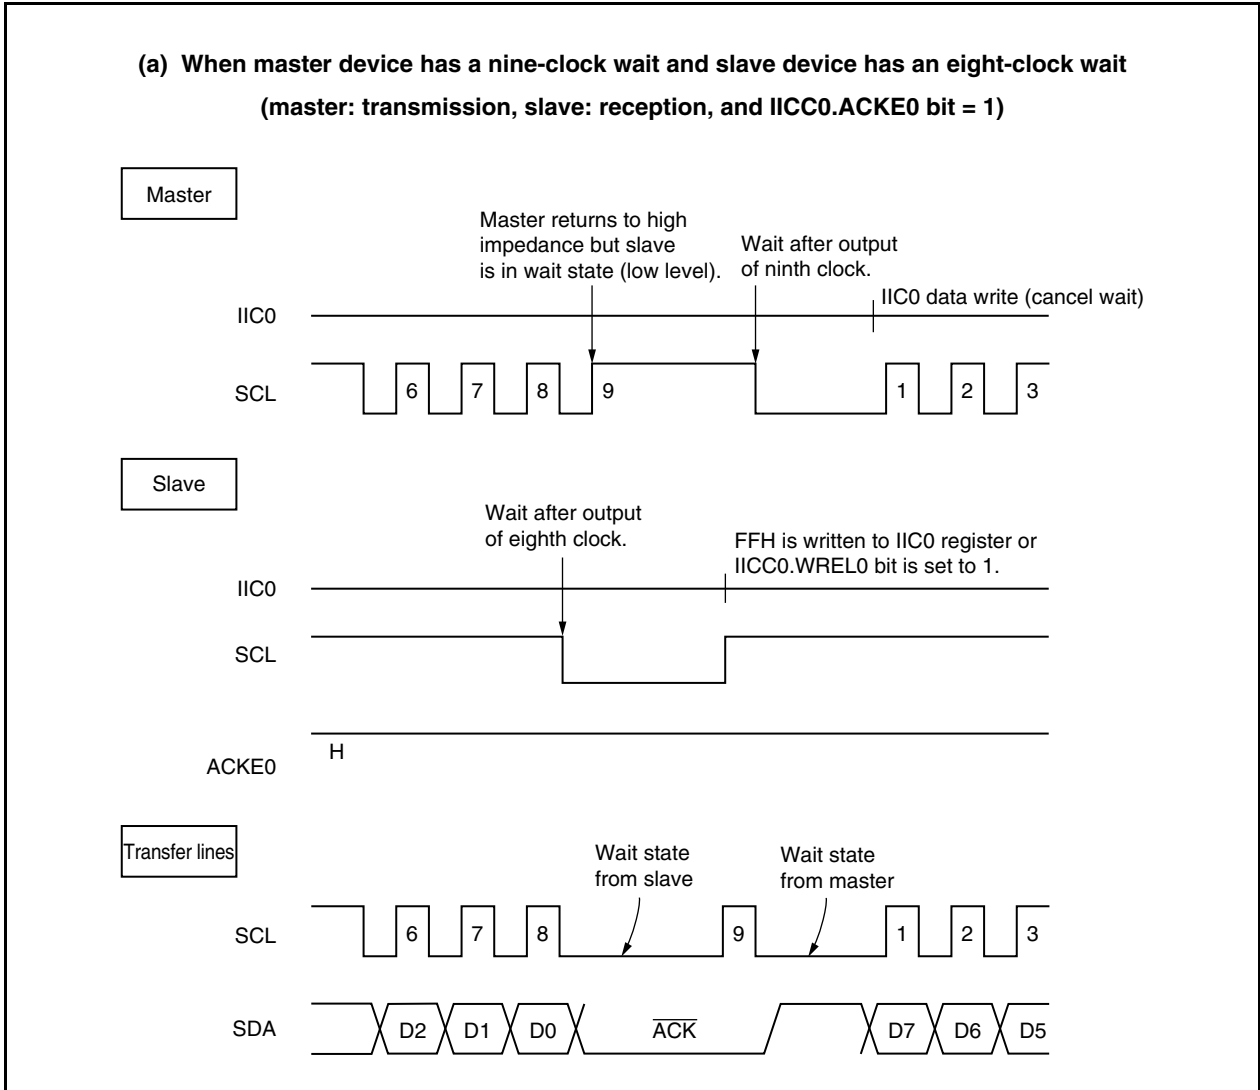 (a) When master device has a nine-clock wait and slave device has an eight-clock wait
(master: transmission, slave: reception, and IICC0.ACKE0 bit = 1)
Master
Master returns to high
impedance but slave
is in wait state (low level).
Wait after output
of ninth clock.
IIC0 data write (cancel wait)
IIC0
SCL
6 7 8 9 1 2 3
Slave
Wait after output
of eighth clock.
FFH is written to IIC0 register or
IICC0.WREL0 bit is set to 1.
IIC0
SCL
H
ACKE0
Transfer lines
Wait state
from slave
Wait state
from master
SCL 6 7 8 9 1 2 3
SDA D2 D1 D0 ACK D7 D6 D5